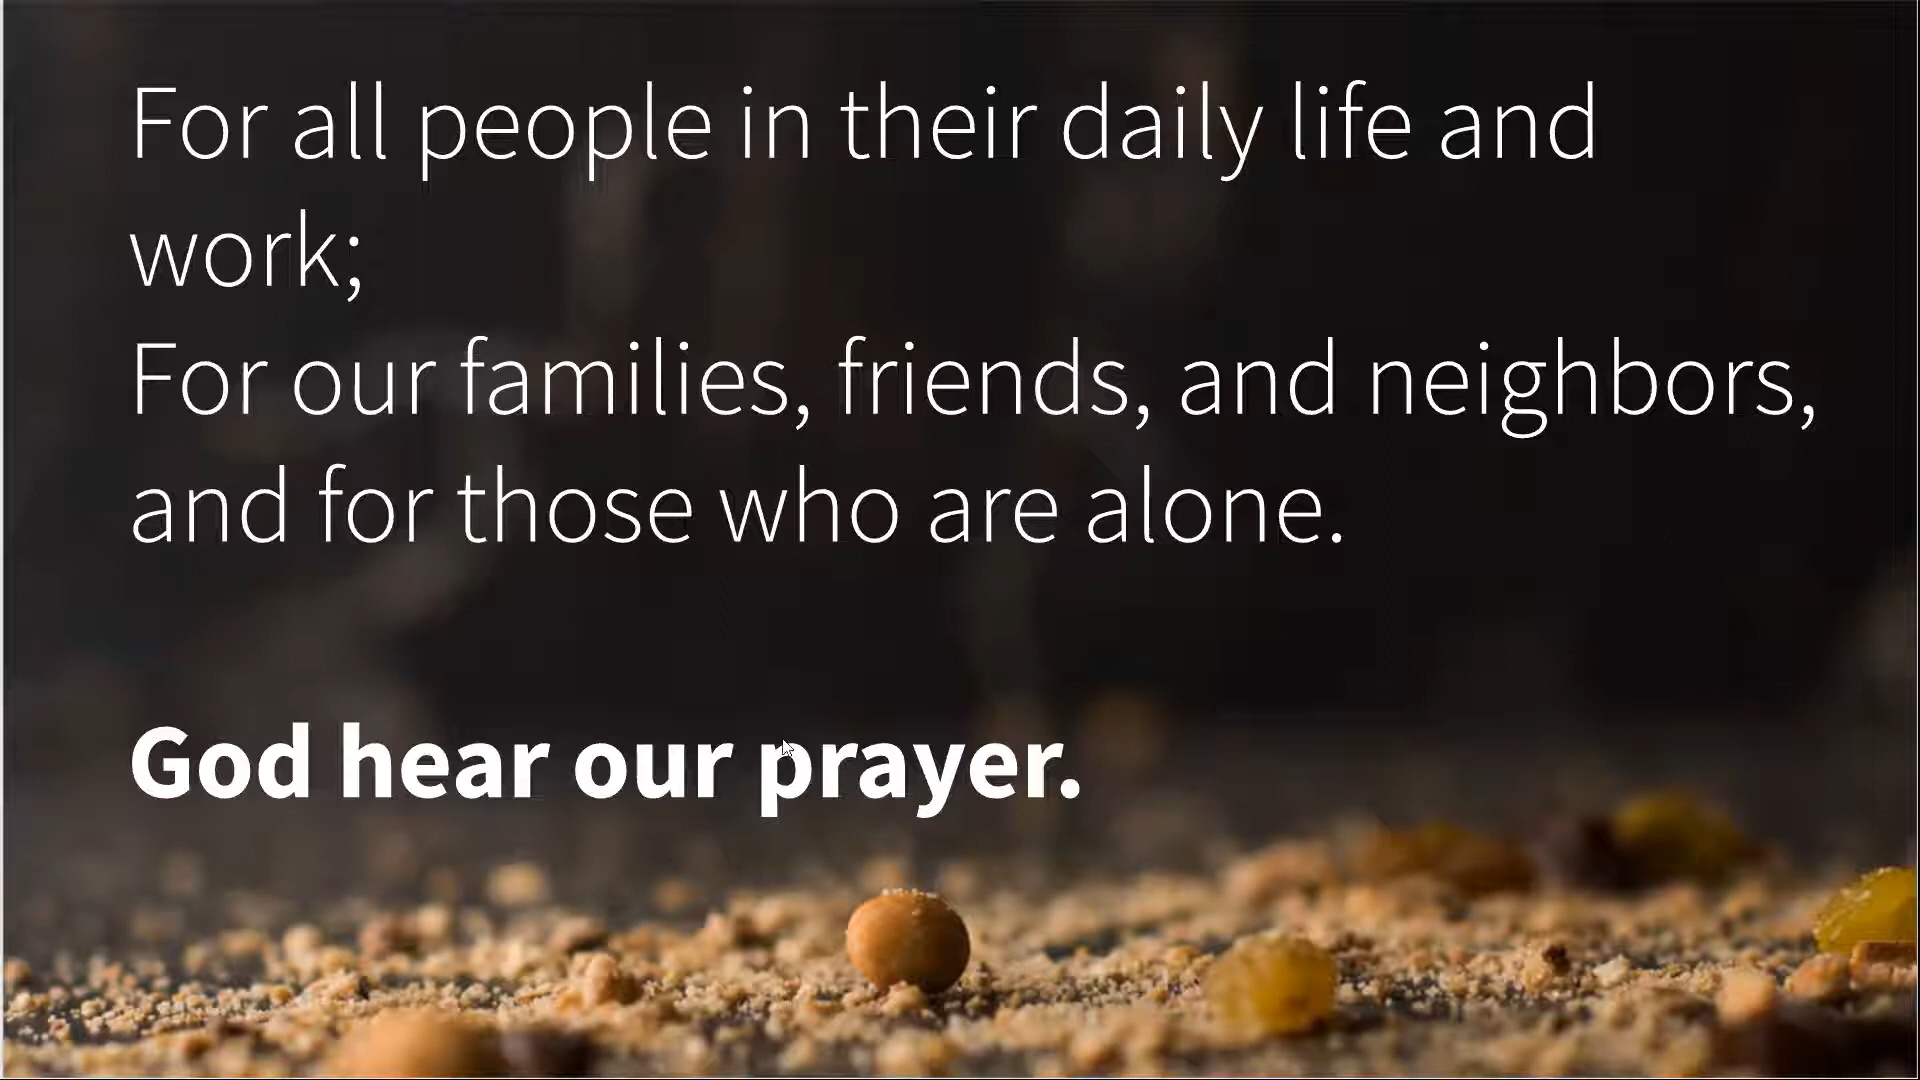 For all people in their daily life and
work;
For our families, friends, and neighbors,
and for those who are alone.
God hear our prayer.